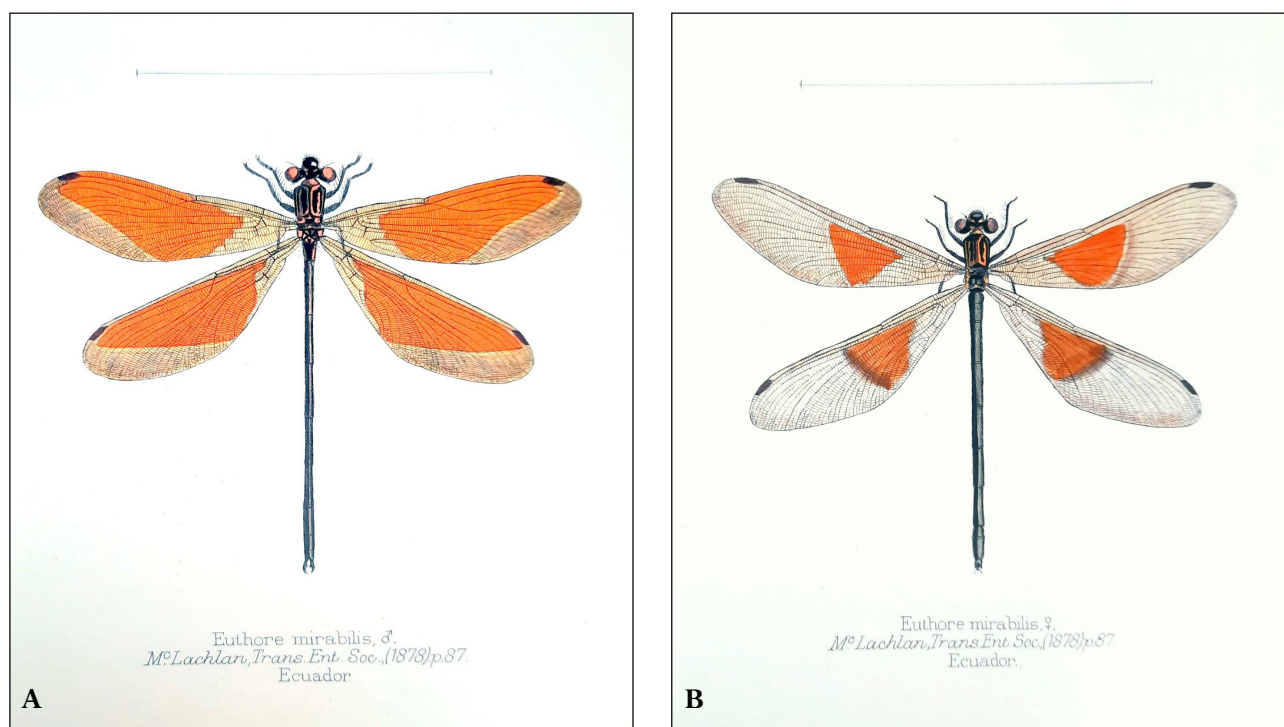 Euthore mirabilis, ♂.
McLachlan, Trans. Ent. Soc., (1878) p. 87.
Ecuador
A
Euthore mirabilis, ♀.
McLachlan, Trans. Ent. Soc., (1878) p. 87.
Ecuador.
B